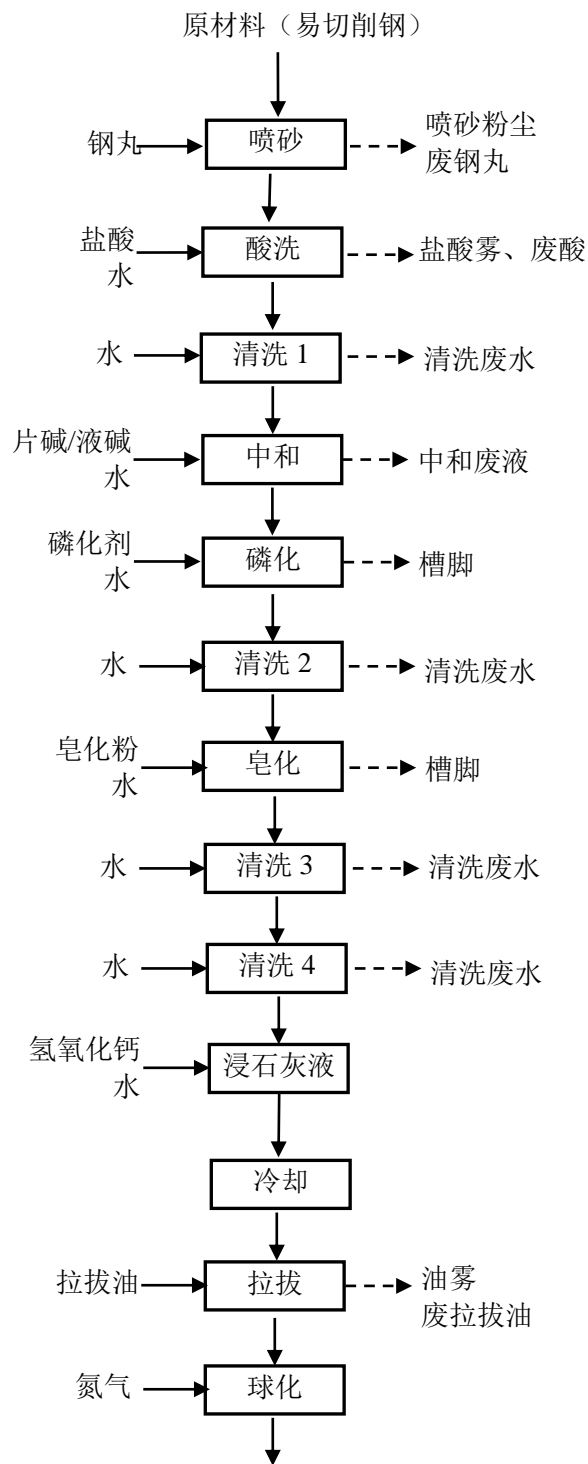 原材料（易切削钢）
钢丸
喷砂
喷砂粉尘
废钢丸
盐酸
水
酸洗
盐酸雾、废酸
水
清洗 1
清洗废水
片碱/液碱
水
中和
中和废液
磷化剂
水
磷化
槽脚
水
清洗 2
清洗废水
皂化粉
水
皂化
槽脚
水
清洗 3
清洗废水
水
清洗 4
清洗废水
氢氧化钙
水
浸石灰液
冷却
拉拔油
拉拔
油雾
废拉拔油
氮气
球化